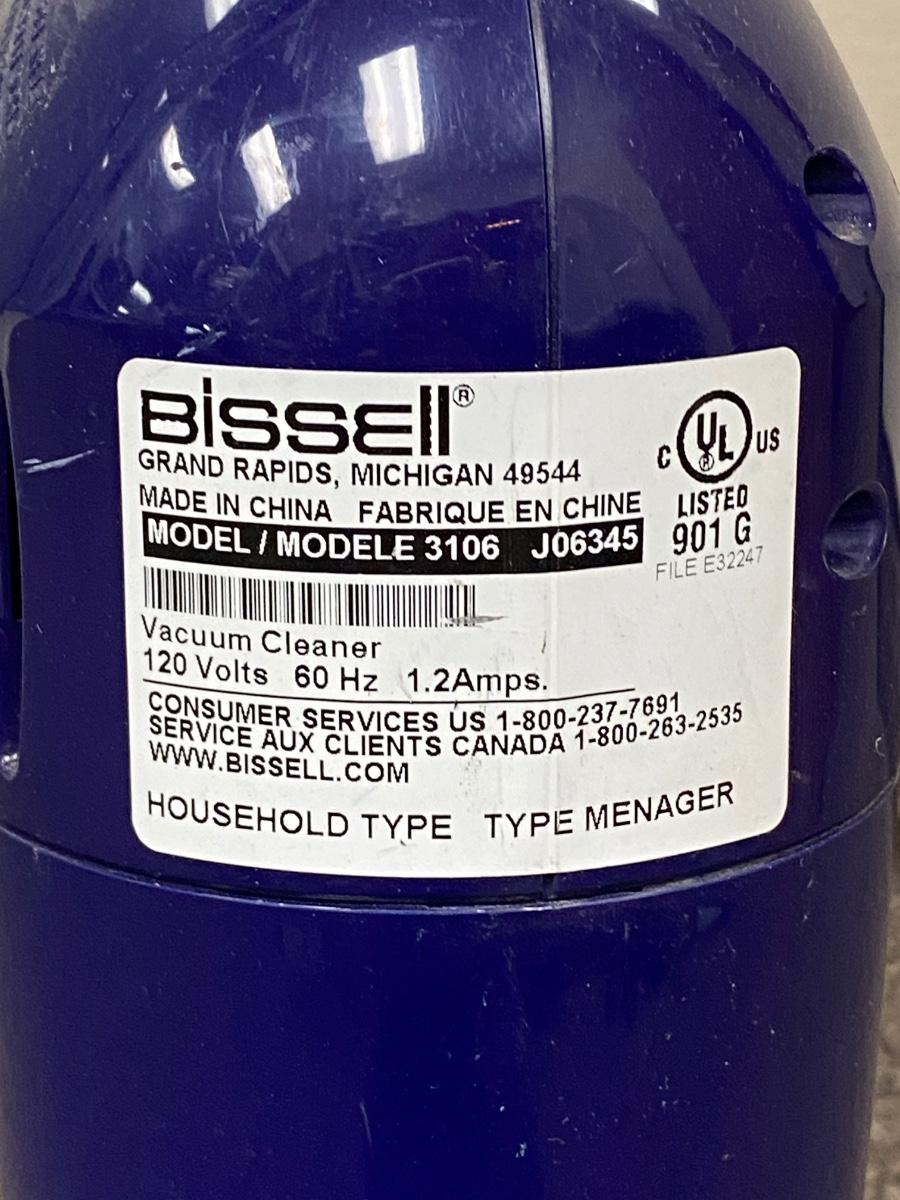 Bissell®
GRAND RAPIDS, MICHIGAN 49544
MADE IN CHINA FABRIQUE EN CHINE
MODEL / MODELE 3106 J06345
C UL® US
LISTED
901 G
FILE E32247
Vacuum Cleaner
120 Volts 60 Hz 1.2Amps.
CONSUMER SERVICES US 1-800-237-7691
SERVICE AUX CLIENTS CANADA 1-800-263-2535
WWW.BISSELL.COM
HOUSEHOLD TYPE TYPE MENAGER